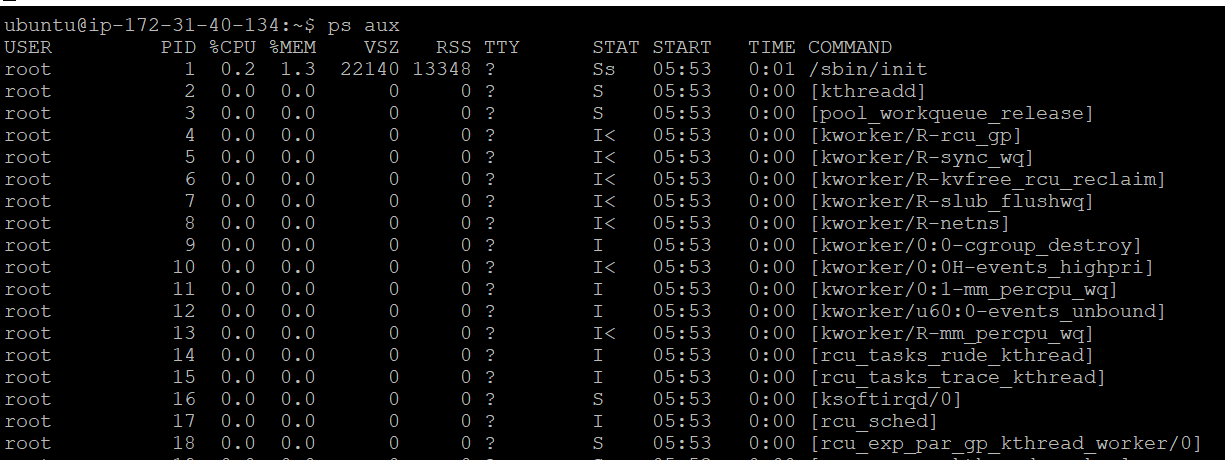 ubuntu@ip-172-31-40-134:~$ ps aux
USER PID %CPU %MEM VSZ RSS TTY STAT START TIME COMMAND
root 1 0.2 1.3 22140 13348 ? Ss 05:53 0:01 /sbin/init
root 2 0.0 0.0 0 0 ? S 05:53 0:00 [kthreadd]
root 3 0.0 0.0 0 0 ? S 05:53 0:00 [pool_workqueue_release]
root 4 0.0 0.0 0 0 ? I< 05:53 0:00 [kworker/R-rcu_gp]
root 5 0.0 0.0 0 0 ? I< 05:53 0:00 [kworker/R-sync_wq]
root 6 0.0 0.0 0 0 ? I< 05:53 0:00 [kworker/R-kvfree_rcu_reclaim]
root 7 0.0 0.0 0 0 ? I< 05:53 0:00 [kworker/R-slub_flushwq]
root 8 0.0 0.0 0 0 ? I< 05:53 0:00 [kworker/R-netns]
root 9 0.0 0.0 0 0 ? I 05:53 0:00 [kworker/0:0-cgroup_destroy]
root 10 0.0 0.0 0 0 ? I< 05:53 0:00 [kworker/0:0H-events_highpri]
root 11 0.0 0.0 0 0 ? I 05:53 0:00 [kworker/0:1-mm_percpu_wq]
root 12 0.0 0.0 0 0 ? I 05:53 0:00 [kworker/u60:0-events_unbound]
root 13 0.0 0.0 0 0 ? I< 05:53 0:00 [kworker/R-mm_percpu_wq]
root 14 0.0 0.0 0 0 ? I 05:53 0:00 [rcu_tasks_rude_kthread]
root 15 0.0 0.0 0 0 ? I 05:53 0:00 [rcu_tasks_trace_kthread]
root 16 0.0 0.0 0 0 ? S 05:53 0:00 [ksoftirqd/0]
root 17 0.0 0.0 0 0 ? I 05:53 0:00 [rcu_sched]
root 18 0.0 0.0 0 0 ? S 05:53 0:00 [rcu_exp_par_gp_kthread_worker/0]